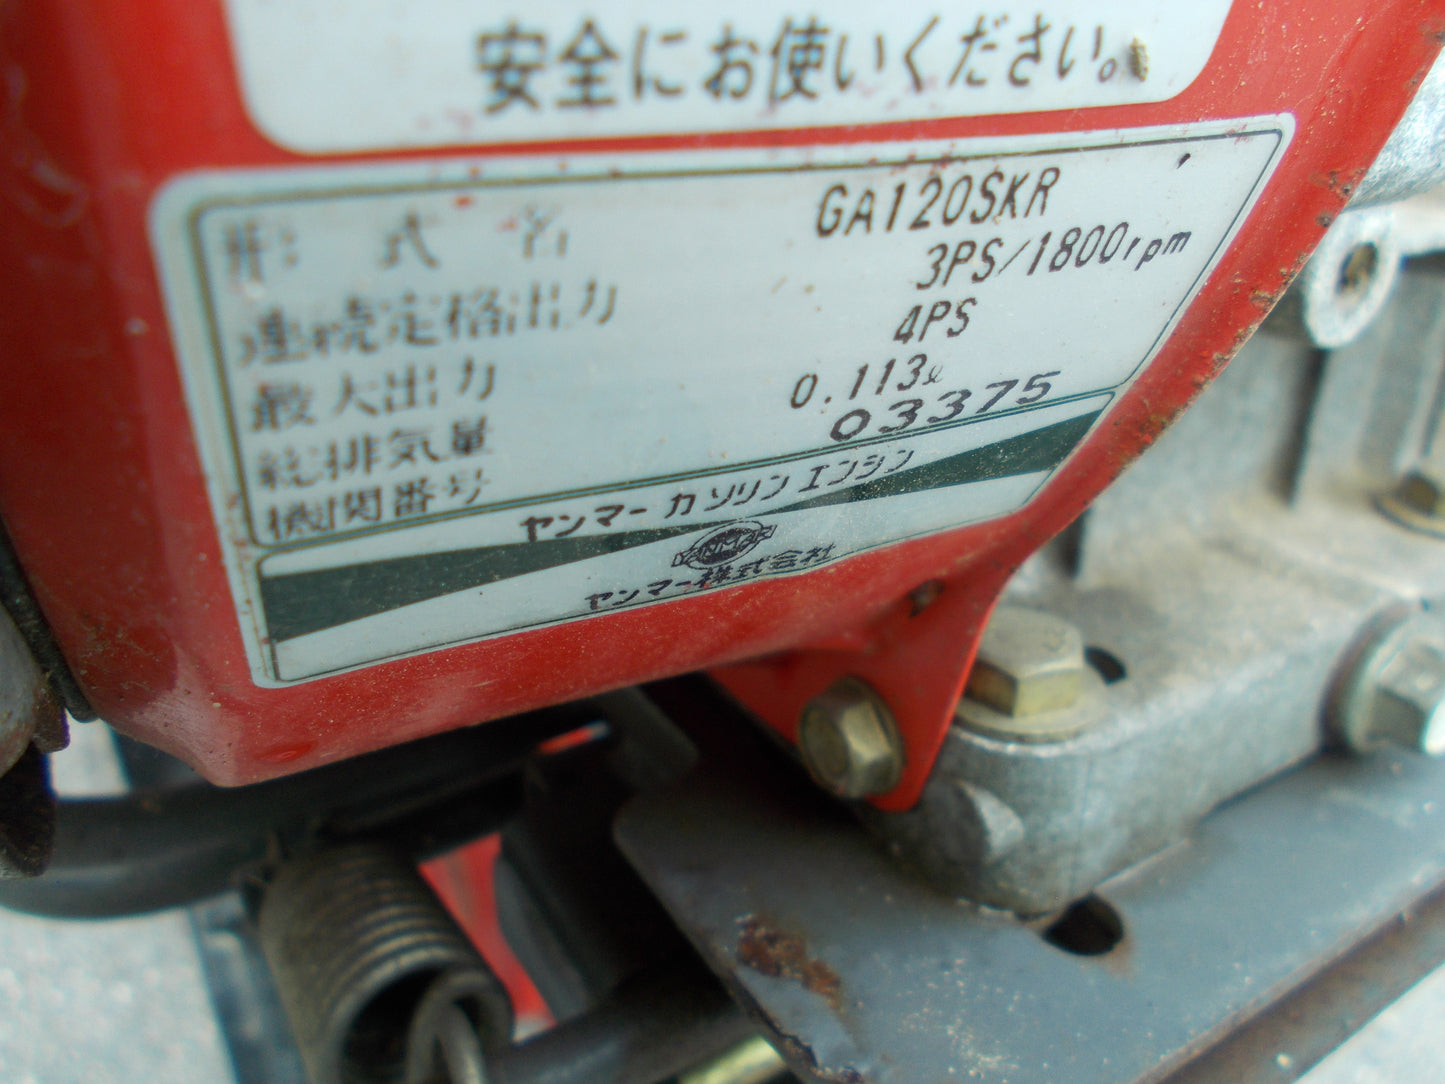 安全にお使いください。
形式名 GA120SKR
連続定格出力 3PS/1800rpm
最大出力 4PS
総排気量 0.113ℓ
機関番号 03375
ヤンマーガソリンエンジン
YANMAR
ヤンマー株式会社